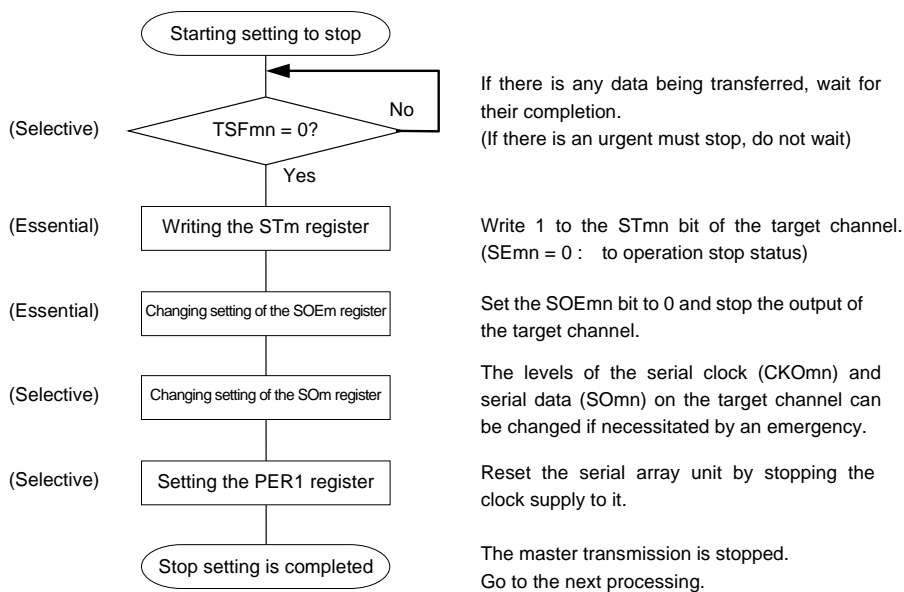 Starting setting to stop
If there is any data being transferred, wait for
their completion.
(If there is an urgent must stop, do not wait)
No
(Selective)
TSFmn = 0?
Yes
(Essential)
Writing the STm register
Write 1 to the STmn bit of the target channel.
(SEmn = 0 : to operation stop status)
(Essential)
Changing setting of the SOEm register
Set the SOEmn bit to 0 and stop the output of
the target channel.
(Selective)
Changing setting of the SOm register
The levels of the serial clock (CKOmn) and
serial data (SOmn) on the target channel can
be changed if necessitated by an emergency.
(Selective)
Setting the PER1 register
Reset the serial array unit by stopping the
clock supply to it.
Stop setting is completed
The master transmission is stopped.
Go to the next processing.